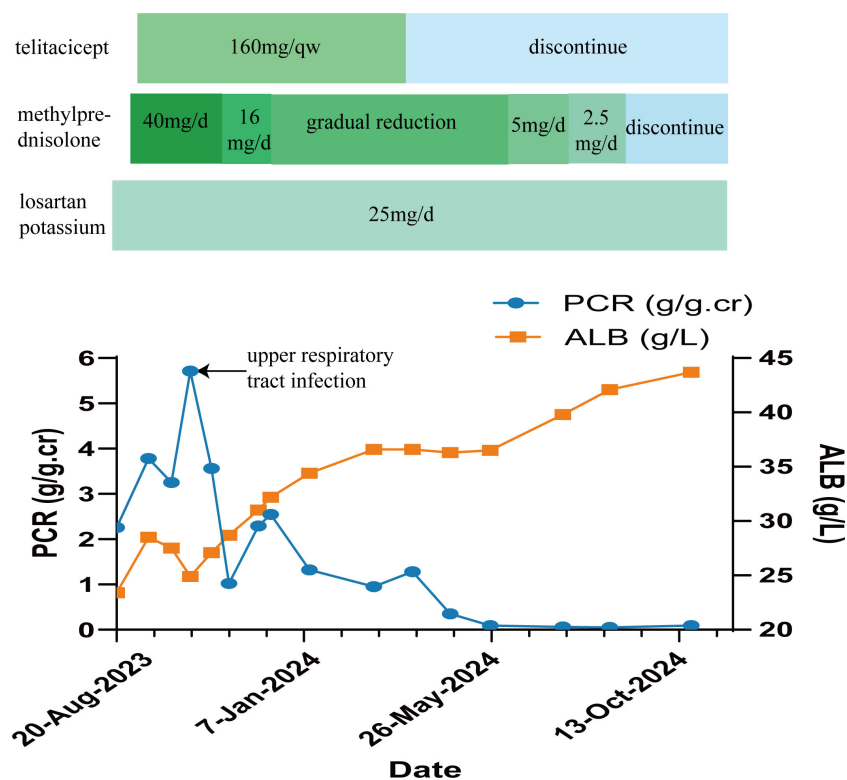 telitacicept
160mg/qw
discontinue
methylpre-
dnisolone
40mg/d
16
mg/d
gradual reduction
5mg/d
2.5
mg/d
discontinue
losartan
potassium
25mg/d
PCR (g/g.cr)
ALB (g/L)
upper respiratory
tract infection
6
5
4
3
2
1
0
PCR (g/g.cr)
45
40
35
30
25
20
ALB (g/L)
20-Aug-2023
7-Jan-2024
26-May-2024
13-Oct-2024
Date